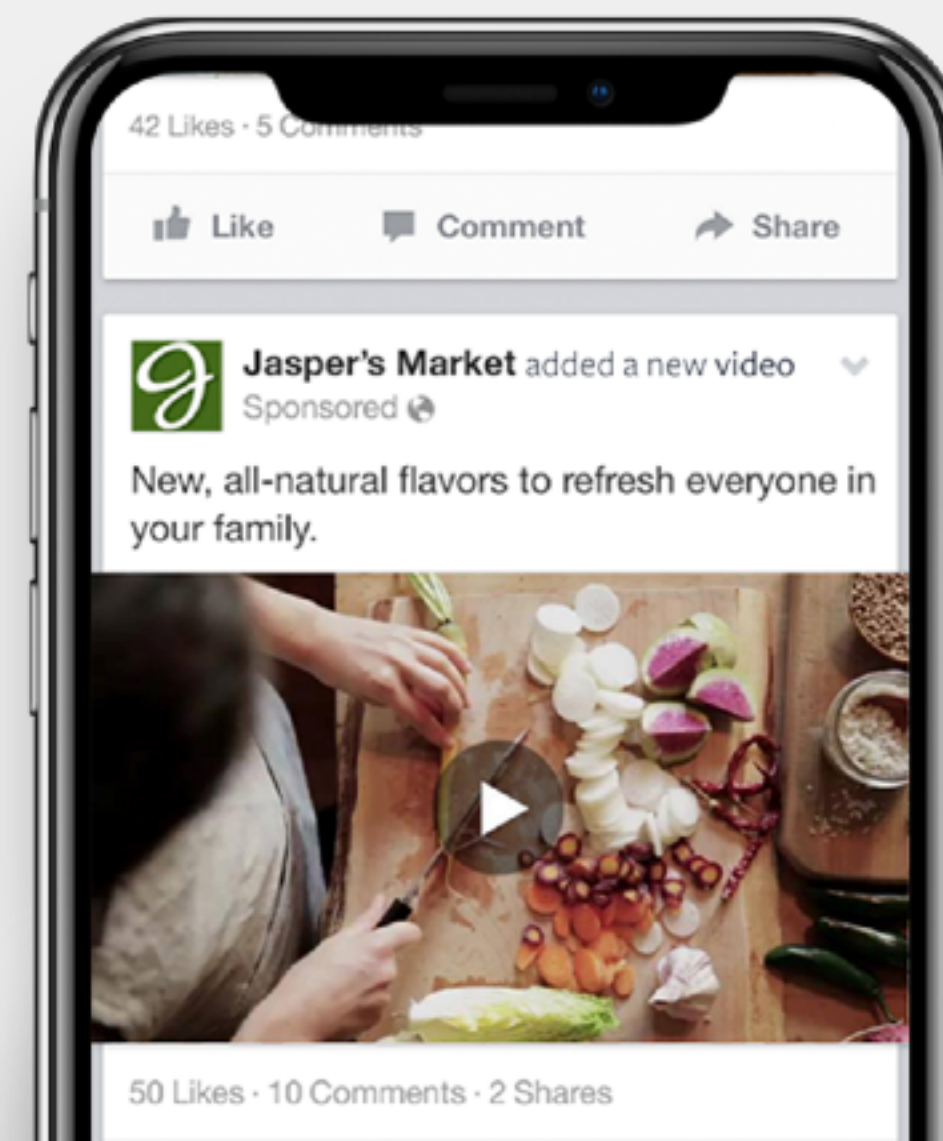 42 Likes · 5 Comments
Like Comment Share
Jasper's Market added a new video
Sponsored
New, all-natural flavors to refresh everyone in
your family.
50 Likes · 10 Comments · 2 Shares